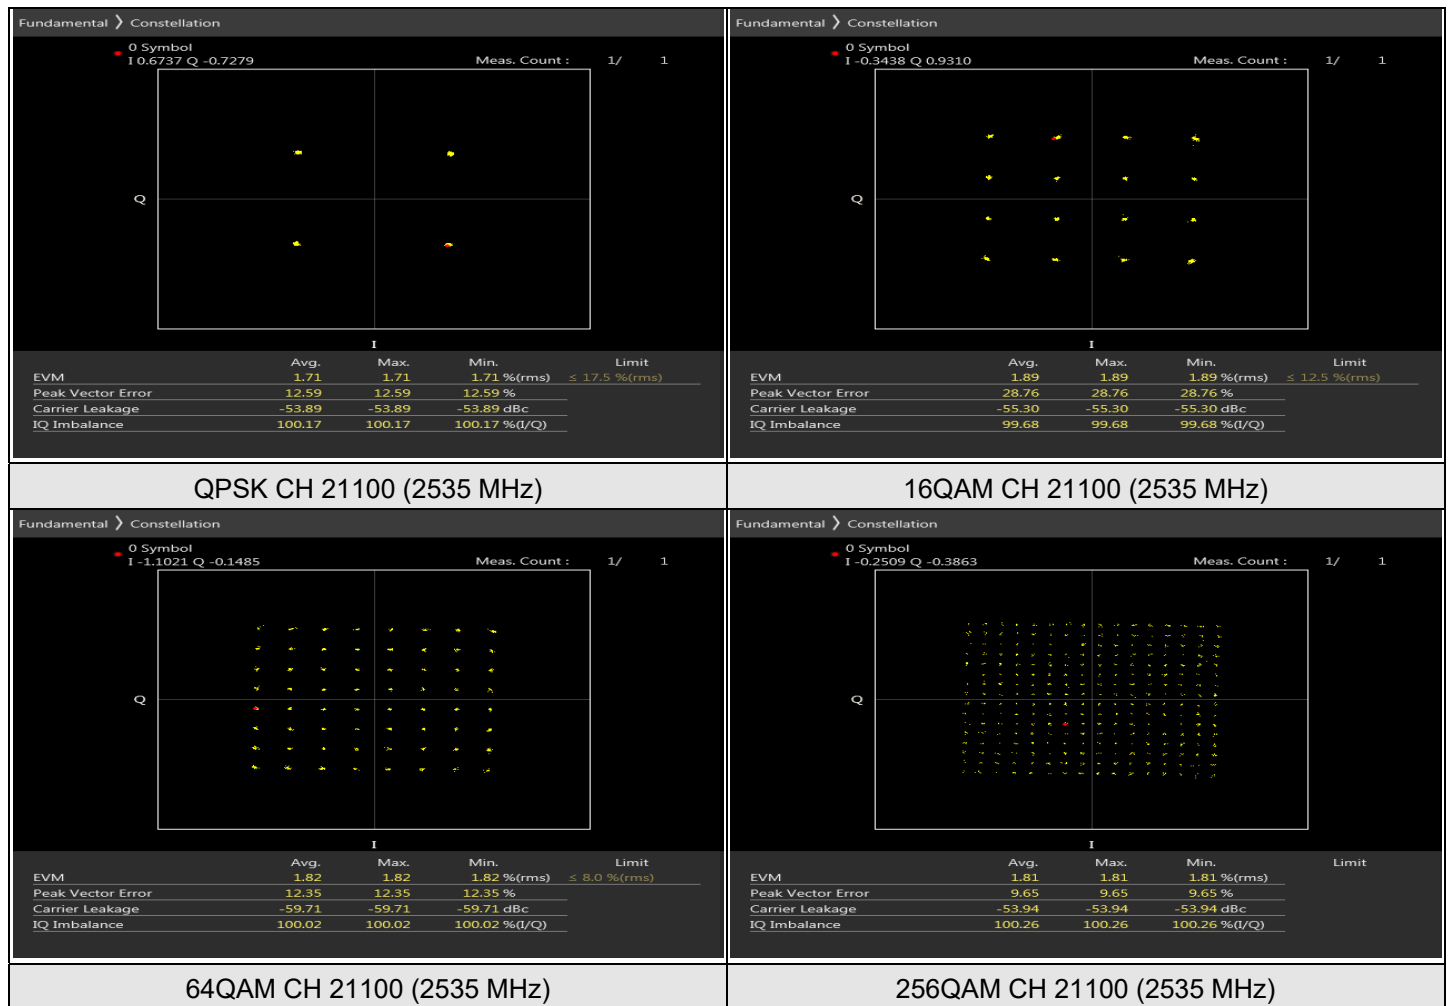 Fundamental ❯ Constellation
0 Symbol
I 0.6737 Q -0.7279 Meas. Count : 1/ 1
Q
I
Avg. Max. Min. Limit
EVM 1.71 1.71 1.71 %(rms) ≤ 17.5 %(rms)
Peak Vector Error 12.59 12.59 12.59 %
Carrier Leakage -53.89 -53.89 -53.89 dBc
IQ Imbalance 100.17 100.17 100.17 %(I/Q)
QPSK CH 21100 (2535 MHz)
Fundamental ❯ Constellation
0 Symbol
I -0.3438 Q 0.9310 Meas. Count : 1/ 1
Q
I
Avg. Max. Min. Limit
EVM 1.89 1.89 1.89 %(rms) ≤ 12.5 %(rms)
Peak Vector Error 28.76 28.76 28.76 %
Carrier Leakage -55.30 -55.30 -55.30 dBc
IQ Imbalance 99.68 99.68 99.68 %(I/Q)
16QAM CH 21100 (2535 MHz)
Fundamental ❯ Constellation
0 Symbol
I -1.1021 Q -0.1485 Meas. Count : 1/ 1
Q
I
Avg. Max. Min. Limit
EVM 1.82 1.82 1.82 %(rms) ≤ 8.0 %(rms)
Peak Vector Error 12.35 12.35 12.35 %
Carrier Leakage -59.71 -59.71 -59.71 dBc
IQ Imbalance 100.02 100.02 100.02 %(I/Q)
64QAM CH 21100 (2535 MHz)
Fundamental ❯ Constellation
0 Symbol
I -0.2509 Q -0.3863 Meas. Count : 1/ 1
Q
I
Avg. Max. Min. Limit
EVM 1.81 1.81 1.81 %(rms)
Peak Vector Error 9.65 9.65 9.65 %
Carrier Leakage -53.94 -53.94 -53.94 dBc
IQ Imbalance 100.26 100.26 100.26 %(I/Q)
256QAM CH 21100 (2535 MHz)